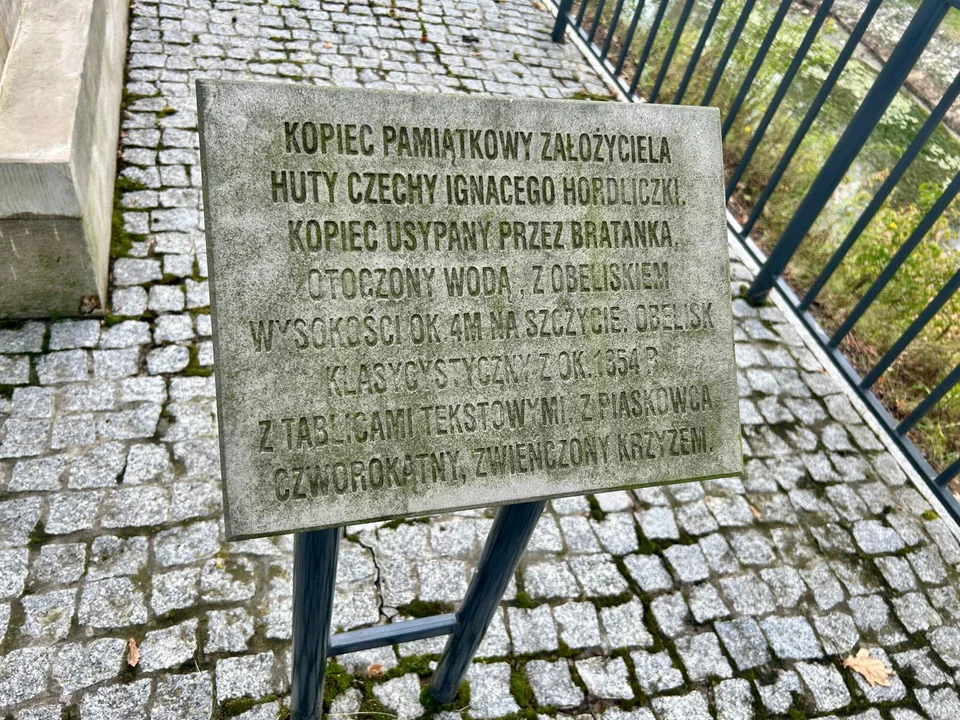 KOPIEC PAMIĄTKOWY ZAŁOŻYCIELA
HUTY CZECHY IGNACEGO HORDLICZKI.
KOPIEC USYPANY PRZEZ BRATANKA,
OTOCZONY WODĄ , Z OBELISKIEM
WYSOKOŚCI OK 4M NA SZCZYCIE. OBELISK
KLASYGYSTYCZNY Z OK. 1854 R
Z TABLICAMI TEKSTOWYMI, Z PIASKOWCA
CZWOROKĄTNY, ZWIEŃCZONY KRZYŻEM.